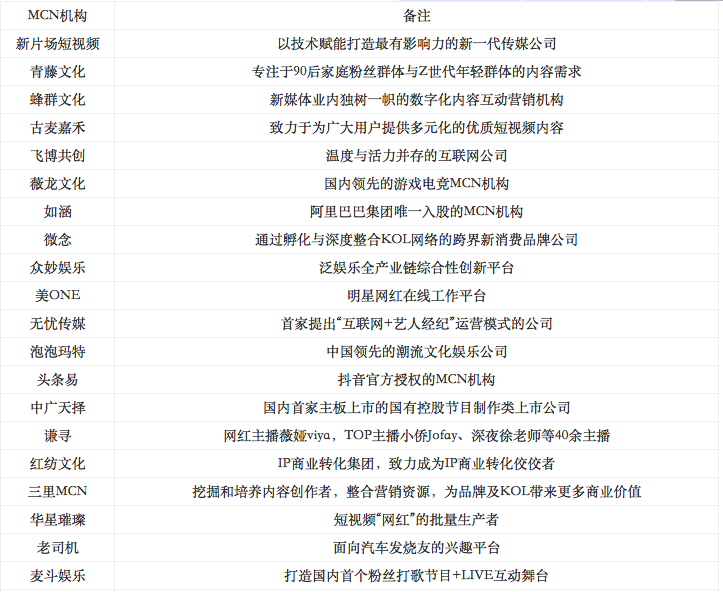 MCN机构 备注
新片场短视频 以技术赋能打造最有影响力的新一代传媒公司
青藤文化 专注于90后家庭粉丝群体与Z世代年轻群体的内容需求
蜂群文化 新媒体业内独树一帜的数字化内容互动营销机构
古麦嘉禾 致力于为广大用户提供多元化的优质短视频内容
飞博共创 温度与活力并存的互联网公司
薇龙文化 国内领先的游戏电竞MCN机构
如涵 阿里巴巴集团唯一入股的MCN机构
微念 通过孵化与深度整合KOL网络的跨界新消费品牌公司
众妙娱乐 泛娱乐全产业链综合性创新平台
美ONE 明星网红在线工作平台
无忧传媒 首家提出“互联网+艺人经纪”运营模式的公司
泡泡玛特 中国领先的潮流文化娱乐公司
头条易 抖音官方授权的MCN机构
中广天择 国内首家主板上市的国有控股节目制作类上市公司
谦寻 网红主播薇娅viya，TOP主播小侨Jofay、深夜徐老师等40余主播
红纺文化 IP商业转化集团，致力成为IP商业转化佼佼者
三里MCN 挖掘和培养内容创作者，整合营销资源，为品牌及KOL带来更多商业价值
华星璀璨 短视频“网红”的批量生产者
老司机 面向汽车发烧友的兴趣平台
麦斗娱乐 打造国内首个粉丝打歌节目+LIVE互动舞台